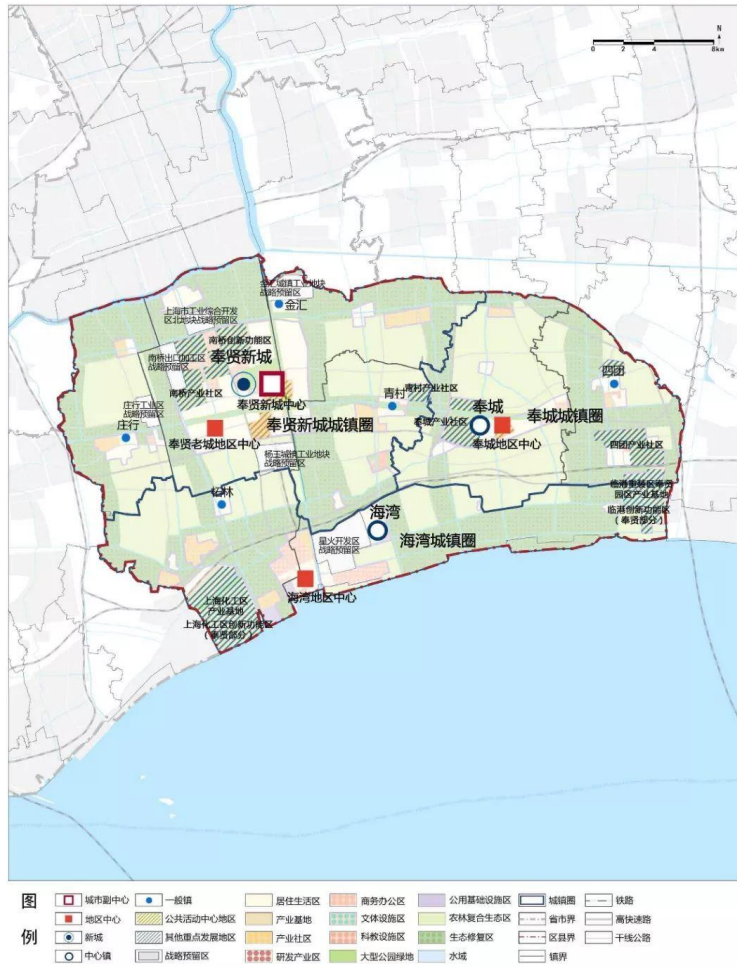 N
0 2 4 8km
金汇城镇工业地块
战略预留区
金汇
上海市工业综合开发
区北地块战略预留区
南桥创新功能区
南桥出口加工区
战略预留区
奉贤新城
南桥产业社区
奉贤新城中心
庄行工业区
战略预留区
庄行
奉贤老城地区中心
奉贤新城城镇圈
杨王城镇工业地块
战略预留区
青村
青村产业社区
奉城
奉城产业社区
奉城城镇圈
奉城地区中心
四团
四团产业社区
临港重装区奉贤
园区产业基地
临港创新功能区
（奉贤部分）
柘林
海湾
星火开发区
战略预留区
海湾城镇圈
海湾地区中心
上海化工区
产业基地
上海化工区创新功能区
（奉贤部分）
图例
城市副中心 一般镇 居住生活区 商务办公区 公用基础设施区 城镇圈 铁路
地区中心 公共活动中心地区 产业基地 文体设施区 农林复合生态区 省市界 高快速路
新城 其他重点发展地区 产业社区 科教设施区 生态修复区 区县界 干线公路
中心镇 战略预留区 研发产业区 大型公园绿地 水域 镇界